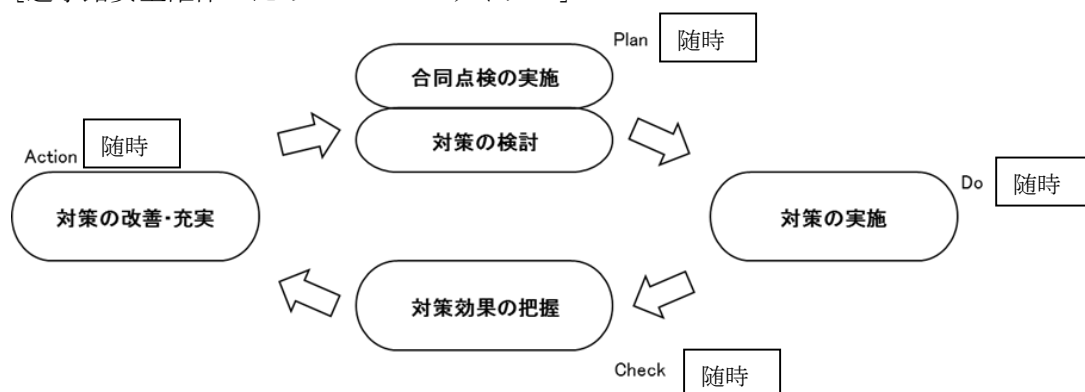 Plan 随時
合同点検の実施
対策の検討
Action 随時
対策の改善・充実
Do 随時
対策の実施
対策効果の把握
Check 随時